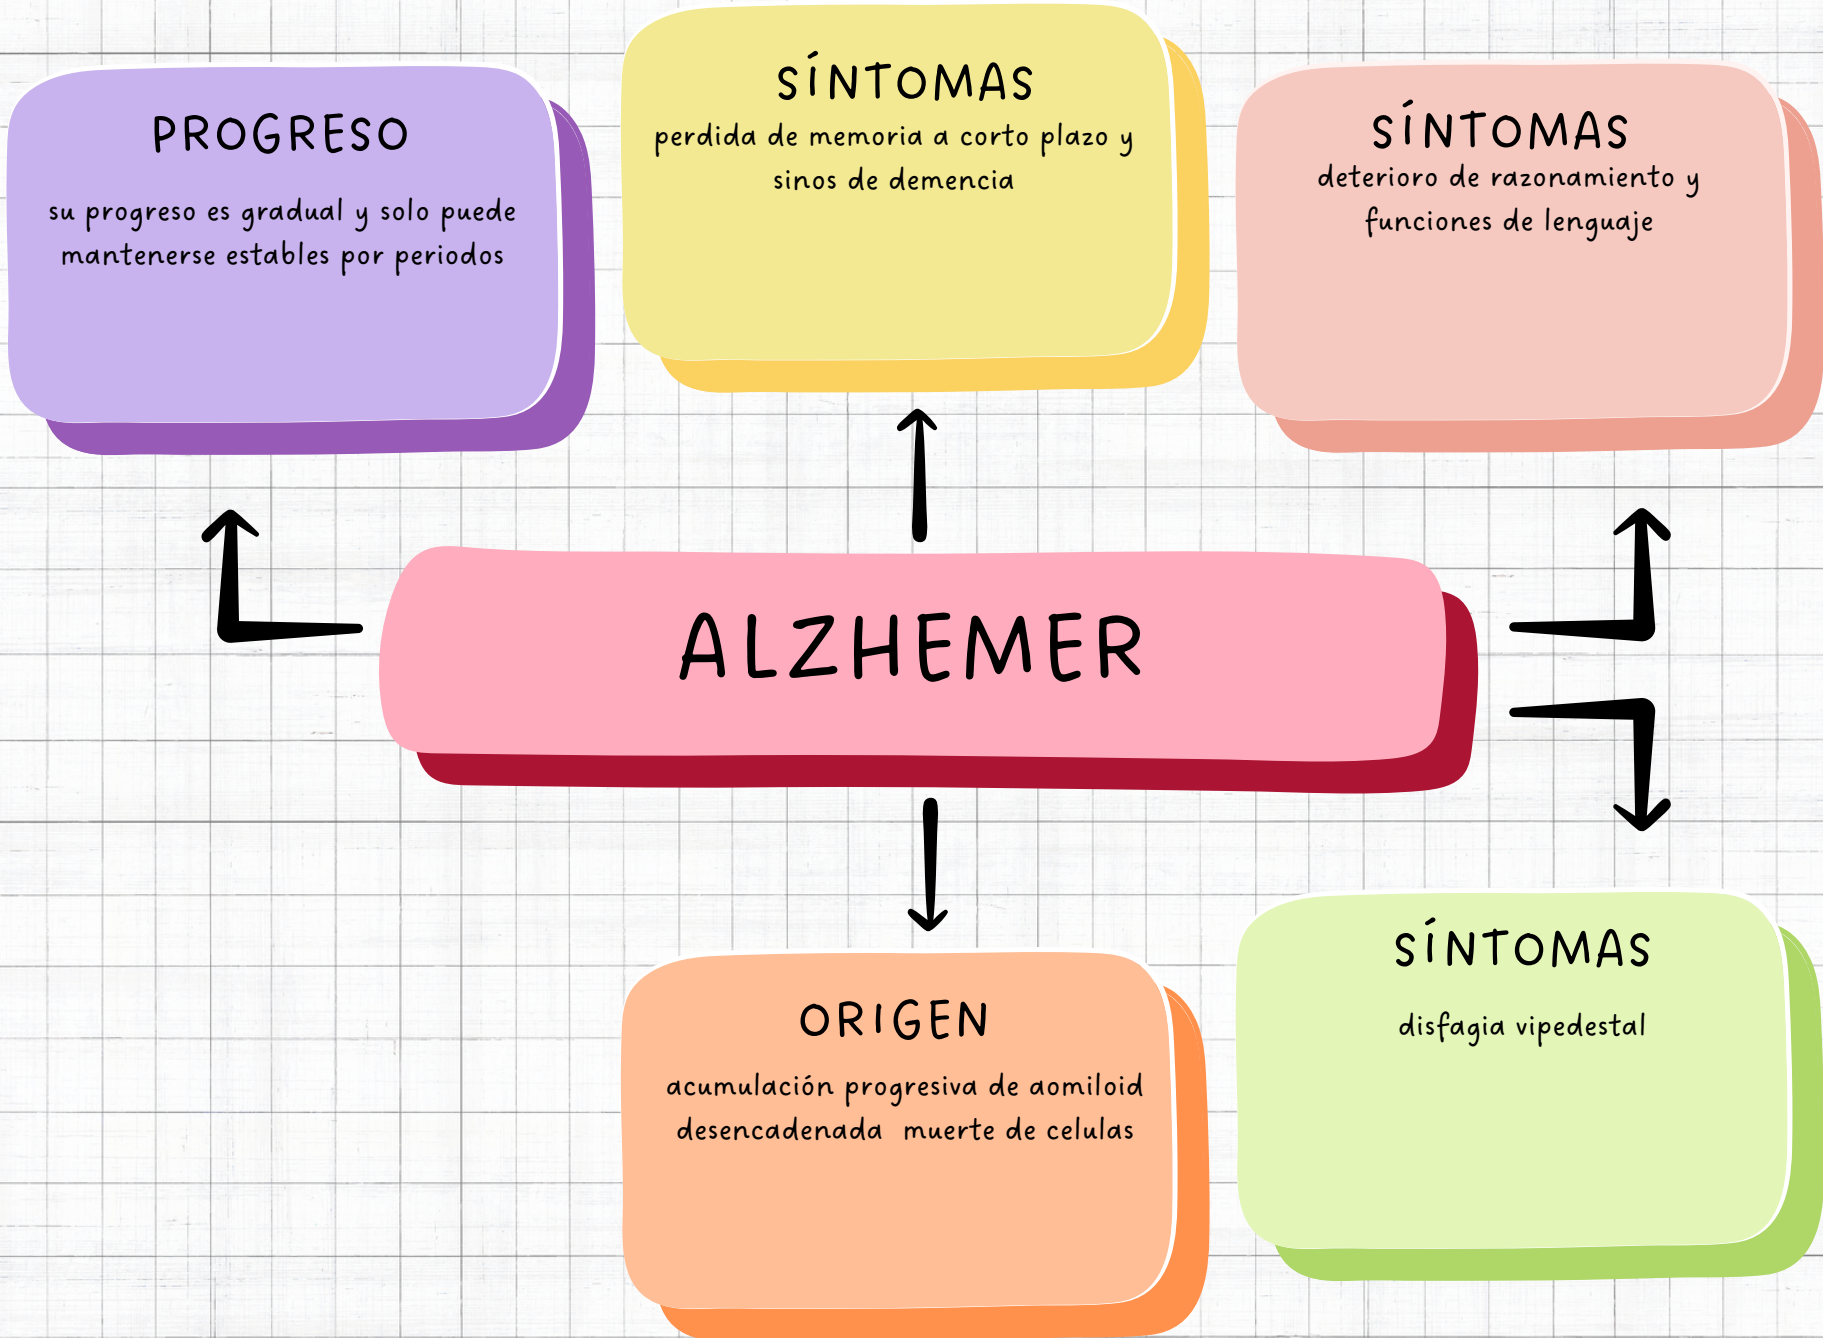 PROGRESO
su progreso es gradual y solo puede
mantenerse estables por periodos
SÍNTOMAS
perdida de memoria a corto plazo y
sinos de demencia
SÍNTOMAS
deterioro de razonamiento y
funciones de lenguaje
ALZHEMER
ORIGEN
acumulación progresiva de aomiloid
desencadenada muerte de celulas
SÍNTOMAS
disfagia vipedestal